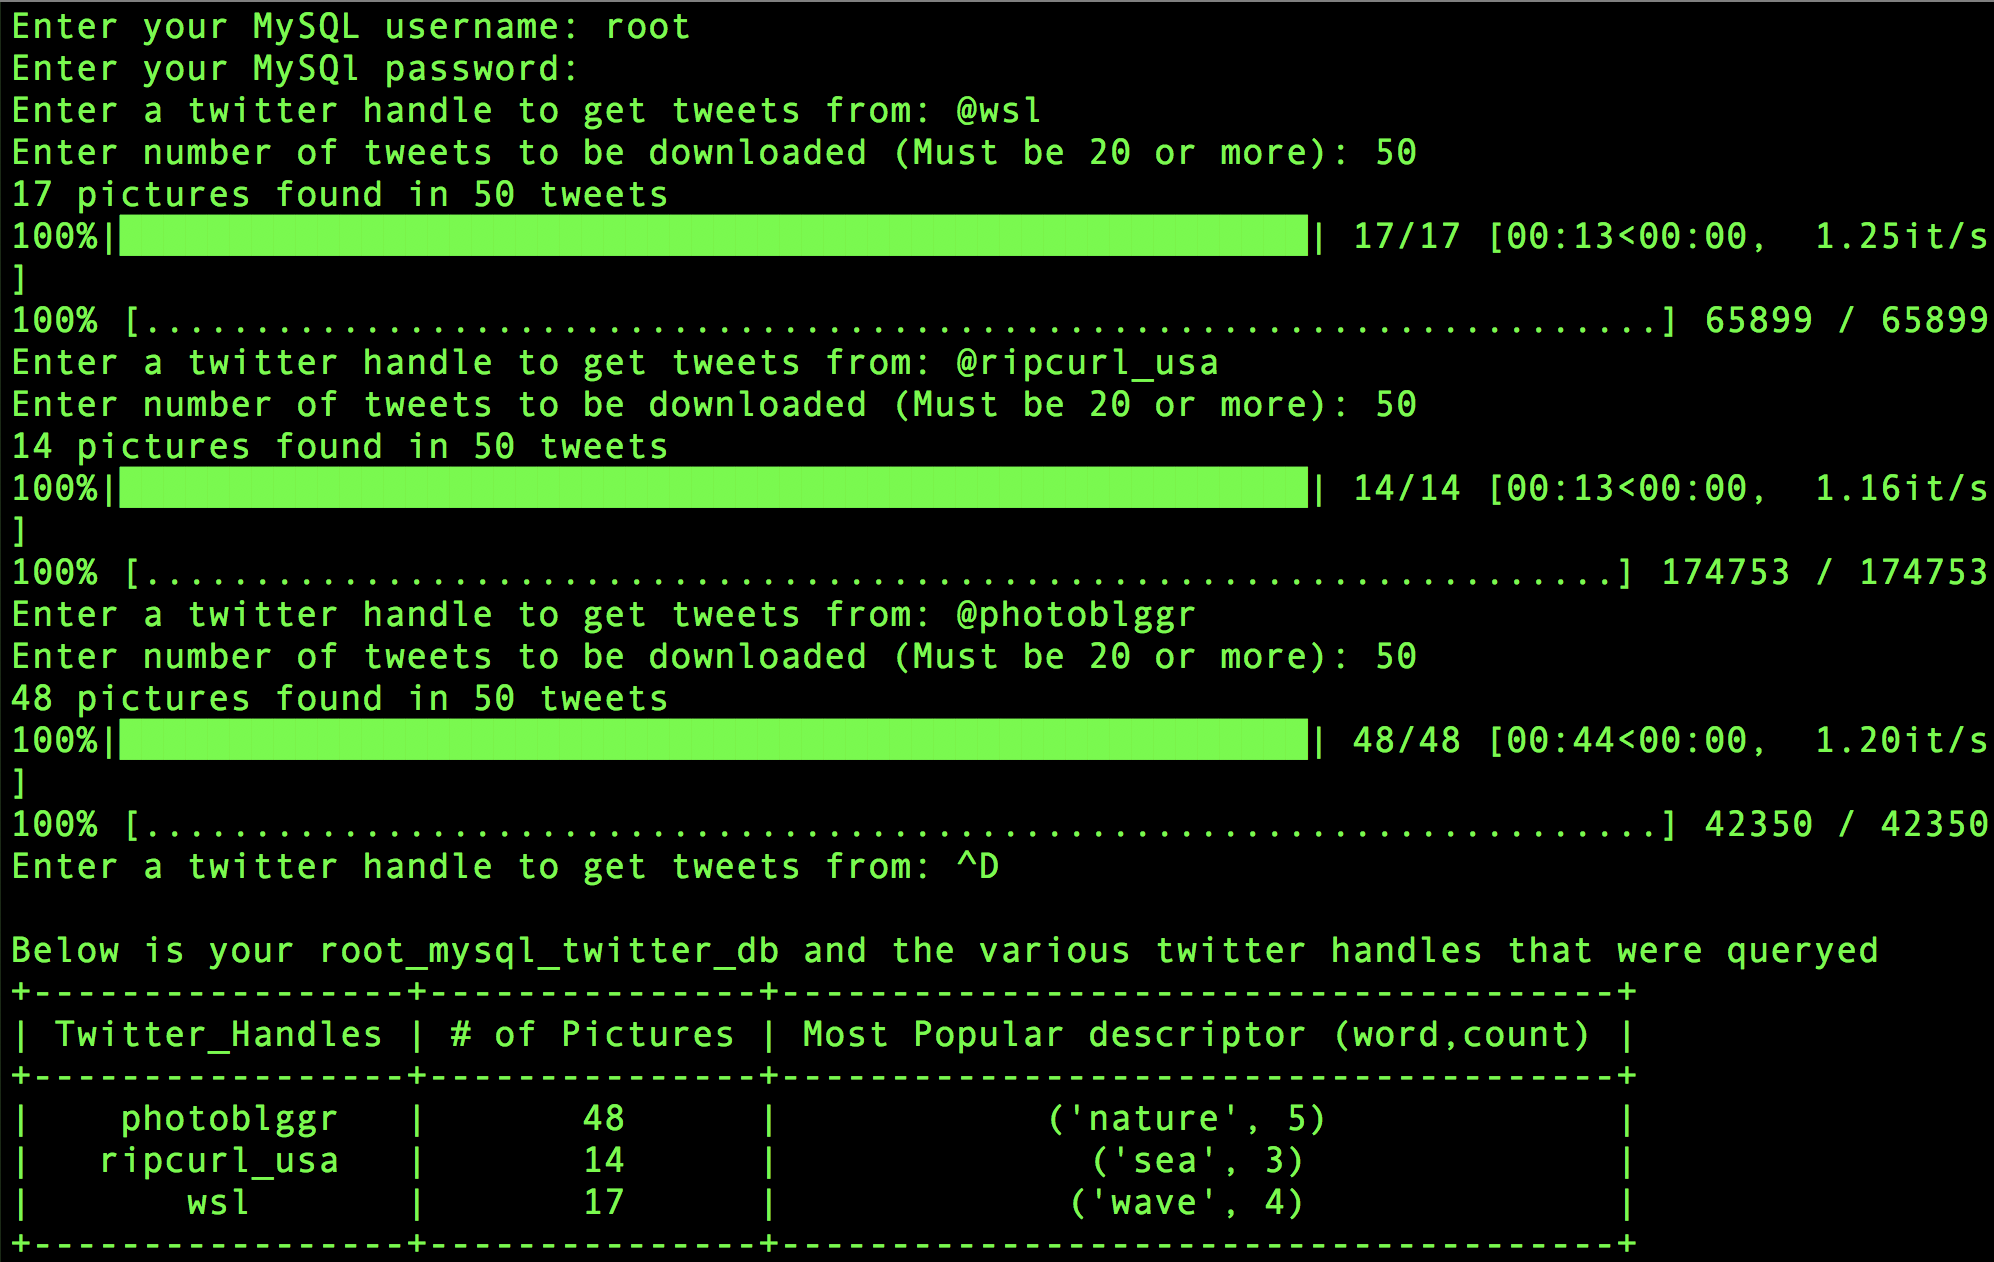 Enter your MySQL username: root
Enter your MySQl password:
Enter a twitter handle to get tweets from: @wsl
Enter number of tweets to be downloaded (Must be 20 or more): 50
17 pictures found in 50 tweets
100%|██████████████████████████████████████████████████████| 17/17 [00:13<00:00,  1.25it/s
]
100% [.....................................................................] 65899 / 65899
Enter a twitter handle to get tweets from: @ripcurl_usa
Enter number of tweets to be downloaded (Must be 20 or more): 50
14 pictures found in 50 tweets
100%|██████████████████████████████████████████████████████| 14/14 [00:13<00:00,  1.16it/s
]
100% [...................................................................] 174753 / 174753
Enter a twitter handle to get tweets from: @photoblggr
Enter number of tweets to be downloaded (Must be 20 or more): 50
48 pictures found in 50 tweets
100%|██████████████████████████████████████████████████████| 48/48 [00:44<00:00,  1.20it/s
]
100% [.....................................................................] 42350 / 42350
Enter a twitter handle to get tweets from: ^D

Below is your root_mysql_twitter_db and the various twitter handles that were queryed
+-----------------+---------------+--------------------------------------+
| Twitter_Handles | # of Pictures | Most Popular descriptor (word,count) |
+-----------------+---------------+--------------------------------------+
|    photoblggr   |       48      |            ('nature', 5)             |
|   ripcurl_usa   |       14      |              ('sea', 3)              |
|       wsl       |       17      |             ('wave', 4)              |
+-----------------+---------------+--------------------------------------+